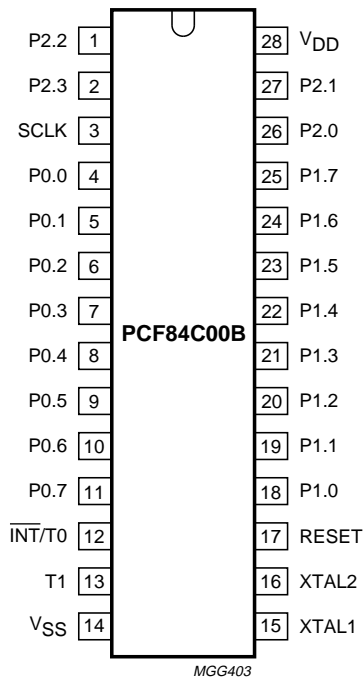 P2.2 1 28 VDD
P2.3 2 27 P2.1
SCLK 3 26 P2.0
P0.0 4 25 P1.7
P0.1 5 24 P1.6
P0.2 6 23 P1.5
P0.3 7 22 P1.4
PCF84C00B
P0.4 8 21 P1.3
P0.5 9 20 P1.2
P0.6 10 19 P1.1
P0.7 11 18 P1.0
I̅N̅T̅/T0 12 17 RESET
T1 13 16 XTAL2
VSS 14 15 XTAL1
MGG403